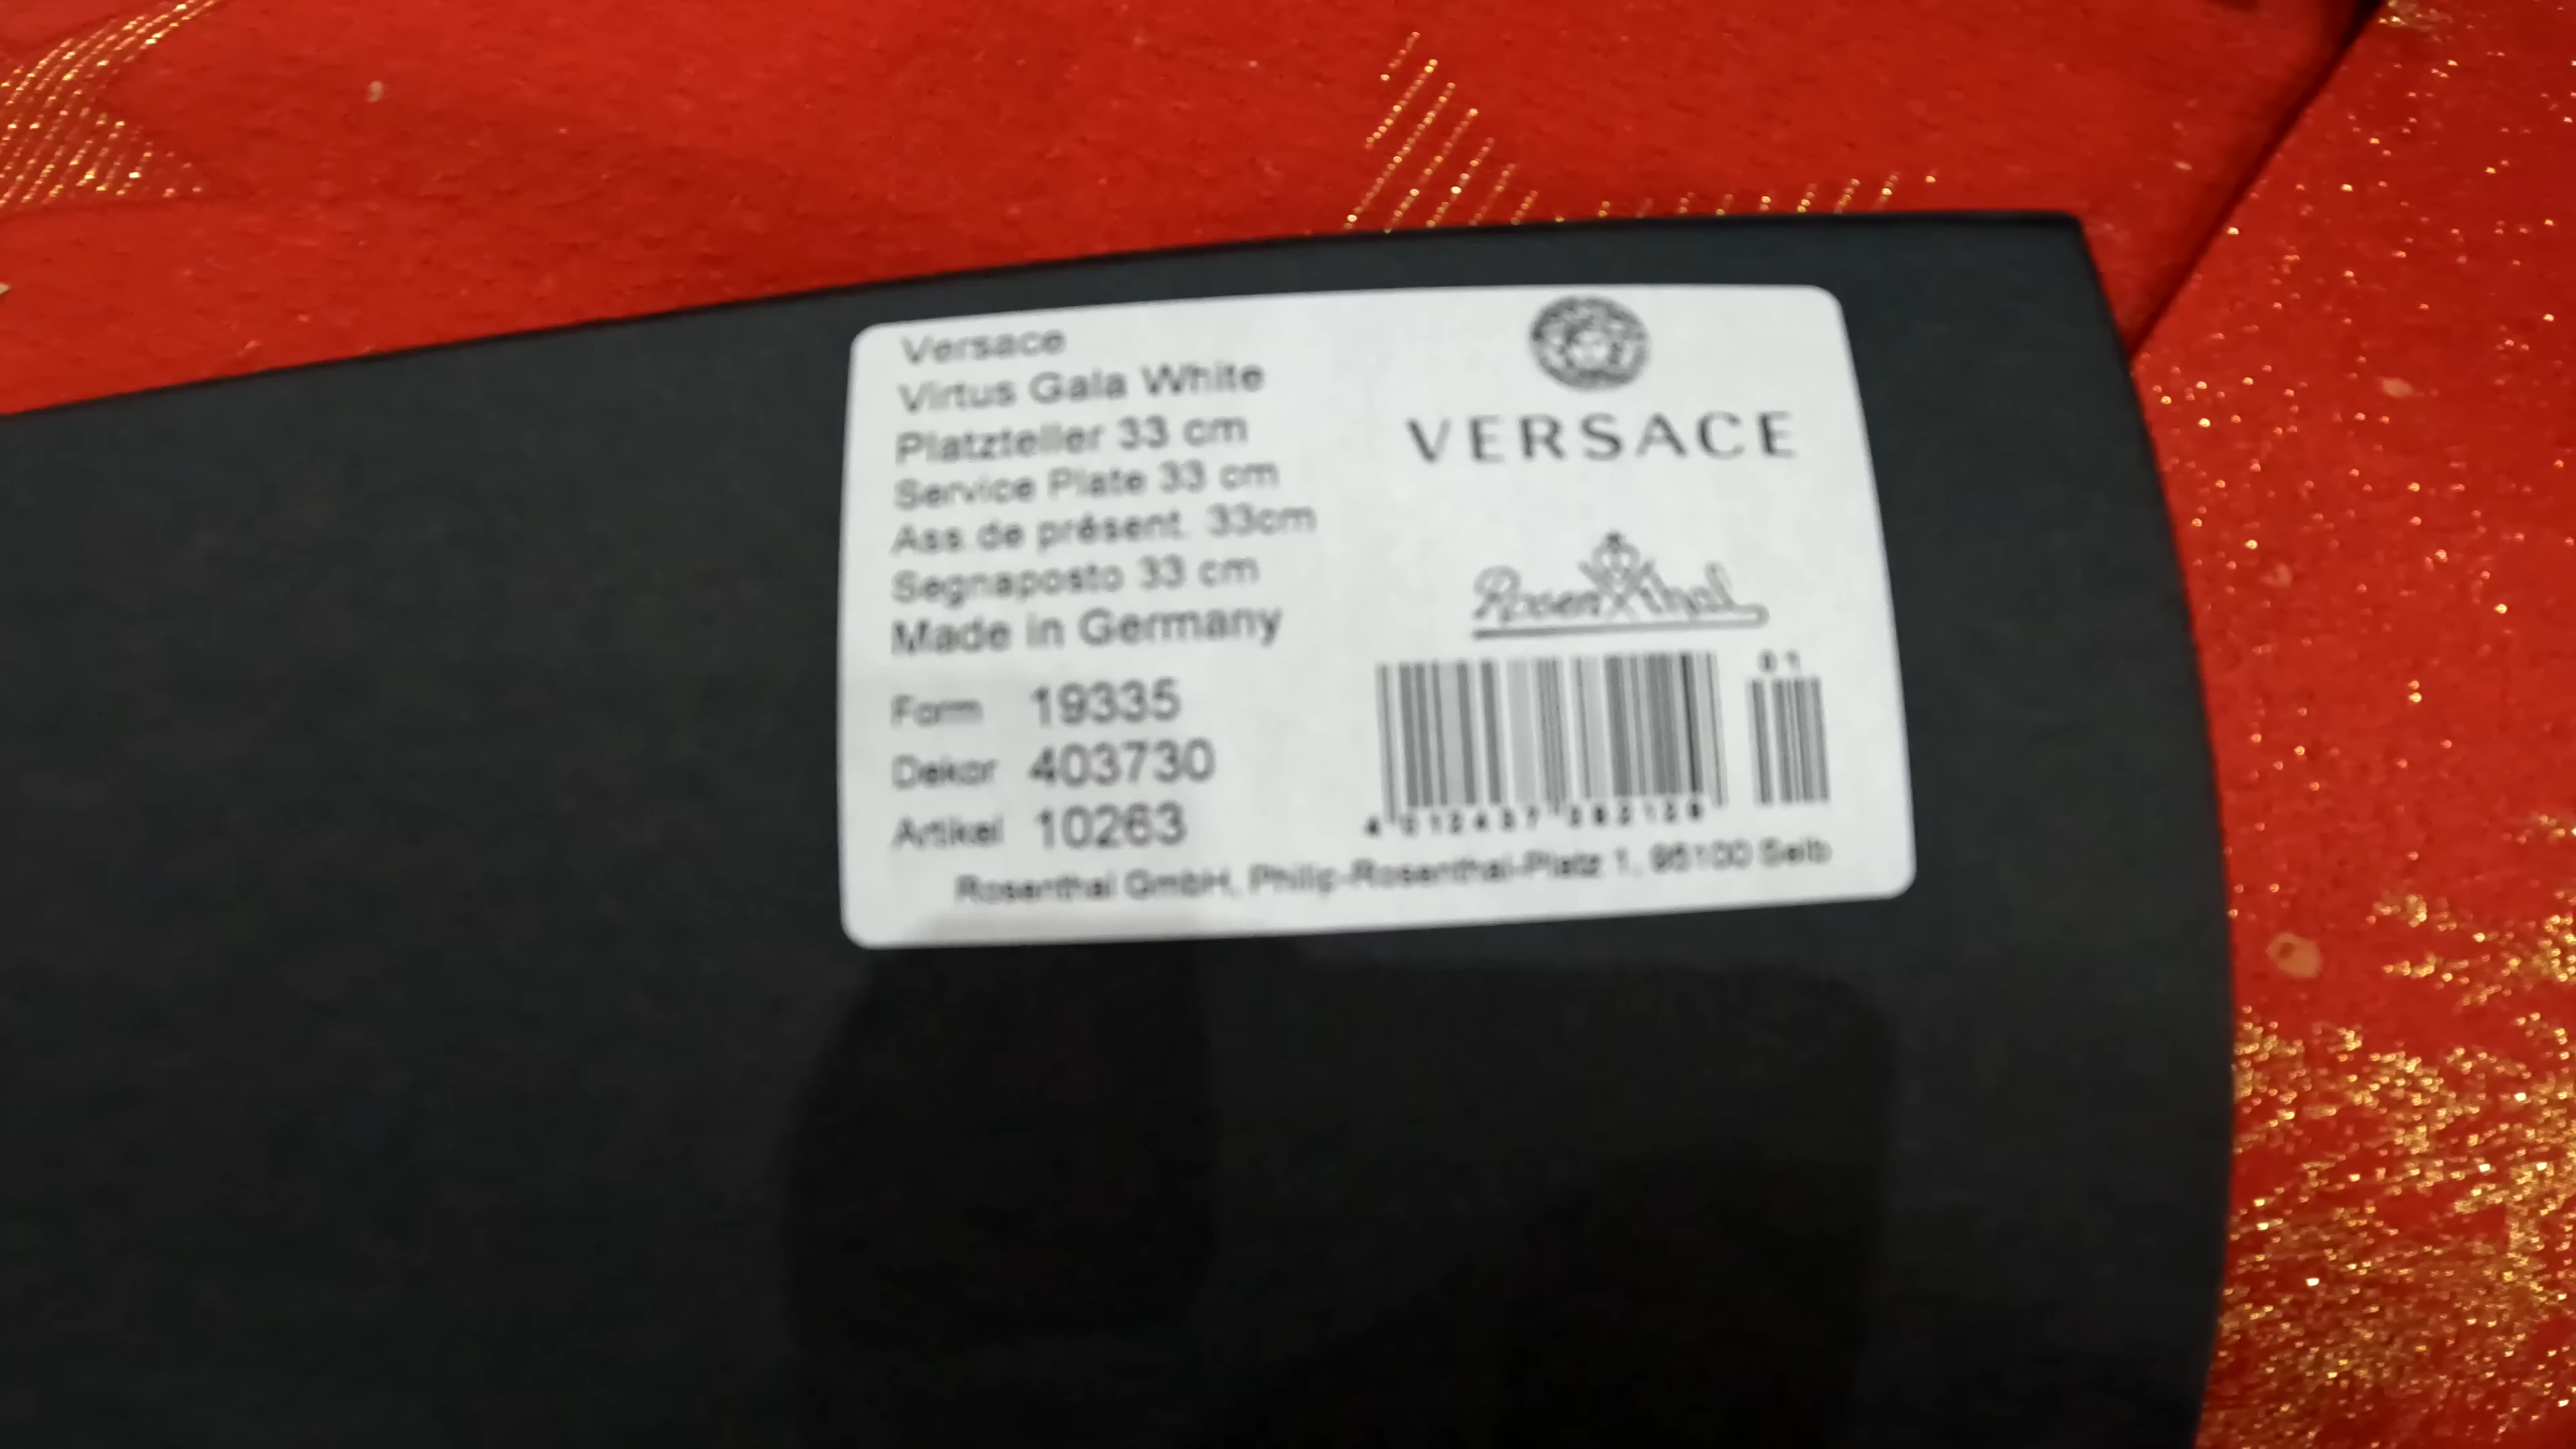 Versace
Virtus Gala White
Platzteller 33 cm
Service Plate 33 cm
Ass.de présent. 33cm
Segnaposto 33 cm
Made in Germany
Form 19335
Dekor 403730
Artikel 10263
VERSACE
Rosenthal
01
Rosenthal GmbH, Philip-Rosenthal-Platz 1, 95100 Selb